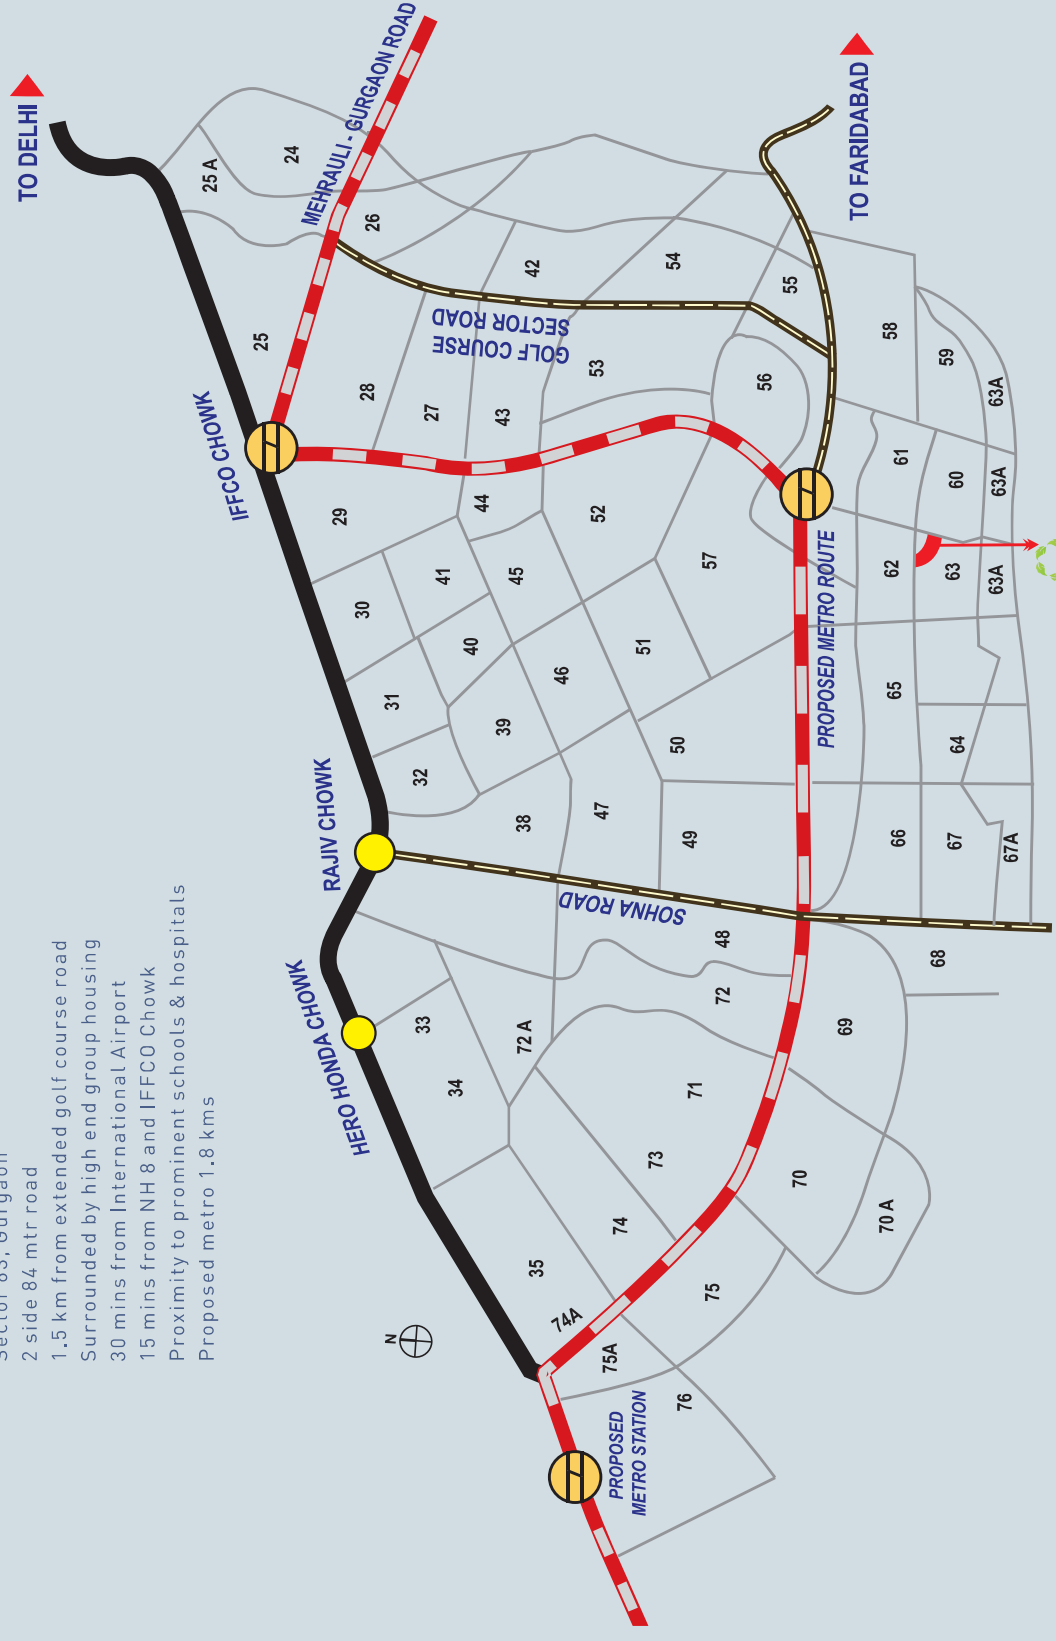 Sector 63, Gurgaon
2 side 84 mtr road
1.5 km from extended golf course road
Surrounded by high end group housing
30 mins from International Airport
15 mins from NH 8 and IFFCO Chowk
Proximity to prominent schools & hospitals
Proposed metro 1.8 kms
TO DELHI
25 A
24
IFFCO CHOWK
25
MEHRAULI - GURGAON ROAD
HERO HONDA CHOWK
RAJIV CHOWK
29
28
26
30
31
N
32
33
27
41
34
40
44
43
39
45
42
38
72 A
35
GOLF COURSE
SECTOR ROAD
74A
46
52
53
47
75A
74
SOHNA ROAD
PROPOSED
METRO STATION
51
73
54
50
76
49
71
57
75
48
72
56
55
70
PROPOSED METRO ROUTE
69
TO FARIDABAD
70 A
66
65
62
61
58
68
67
64
63
60
59
67A
63A
63A
63A